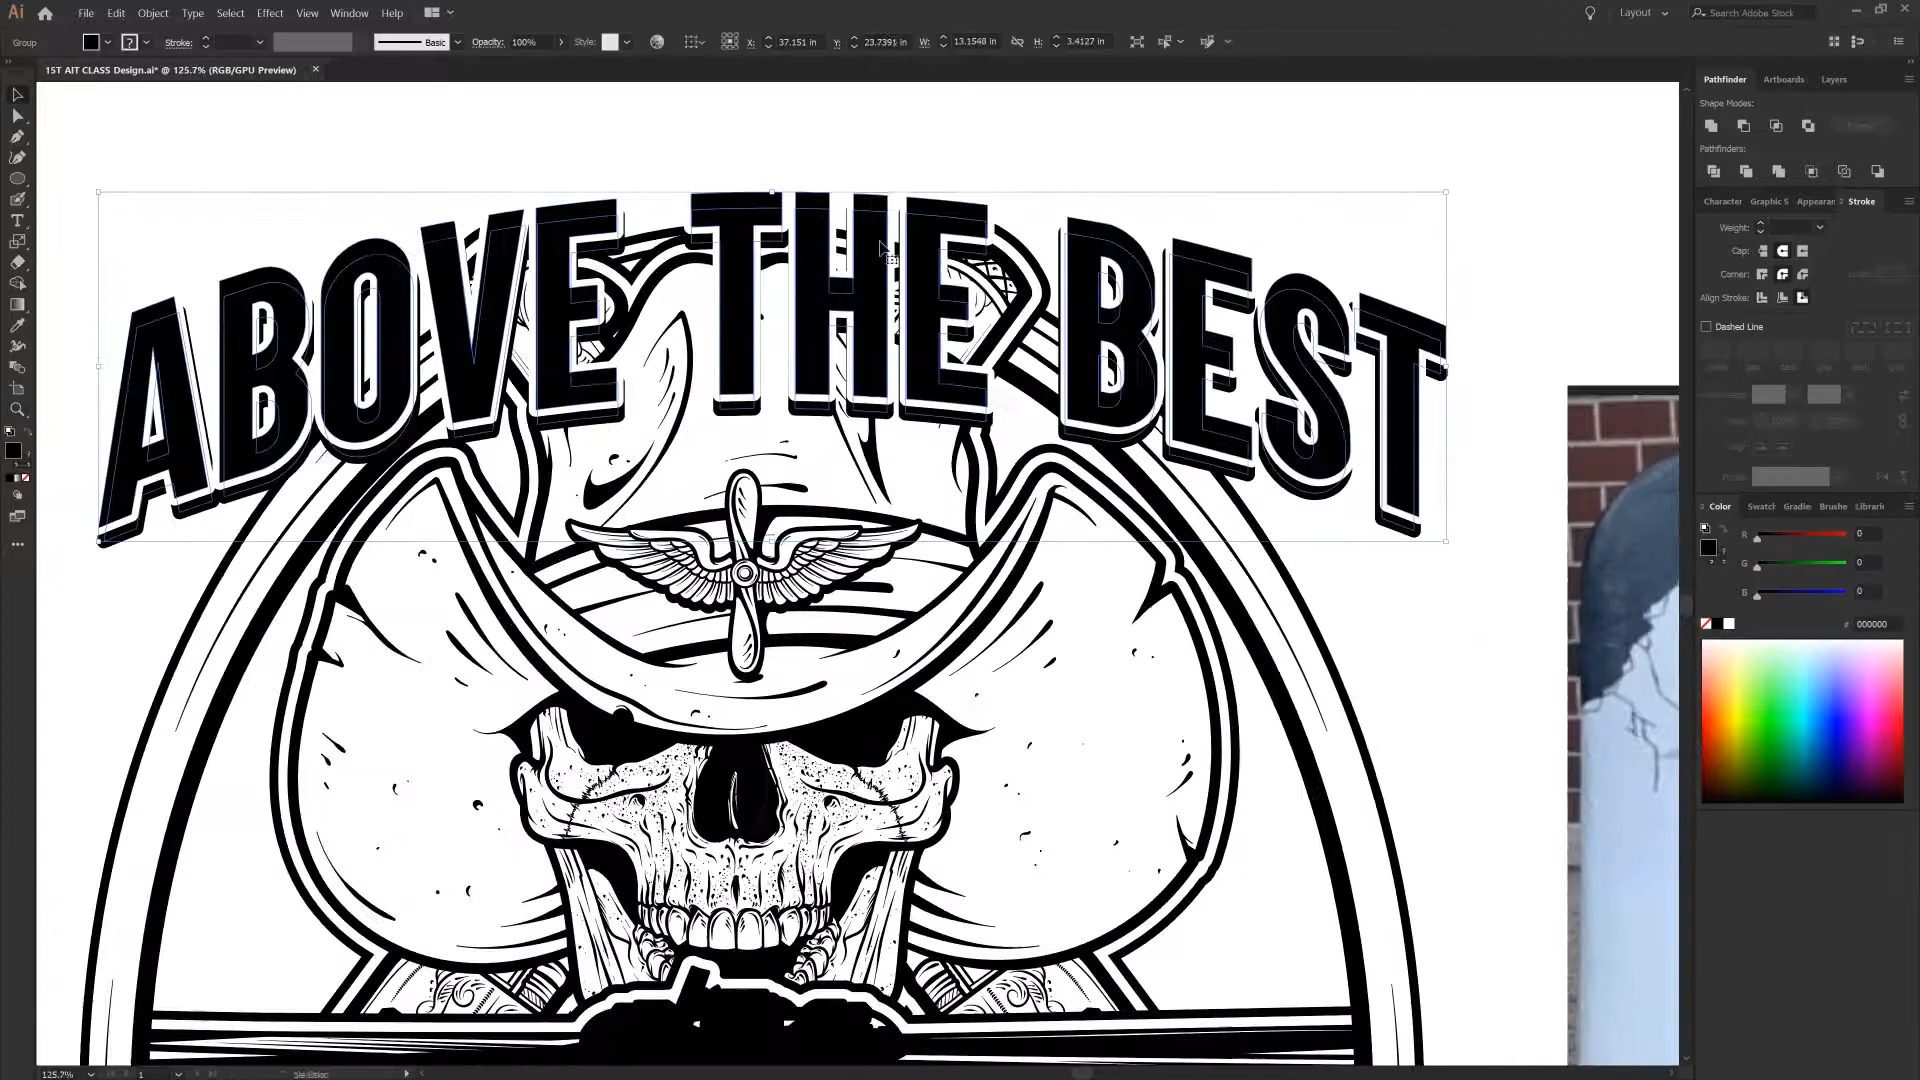 Ai File Edit Object Type Select Effect View Window Help
Layout Search Adobe Stock
Group Stroke: Basic Opacity: 100% Style: X: 37.151 in Y: 23.7391 in W: 13.1548 in H: 3.4127 in
15T AIT CLASS Design.ai* @ 125.7% (RGB/GPU Preview)
ABOVE THE BEST
Pathfinder Artboards Layers
Shape Modes:
Pathfinders:
Character Graphic S Appearan Stroke
Weight:
Cap:
Corner:
Align Stroke:
Dashed Line
Profile:
Color Swatcl Gradie Brushe Librari
R 0
G 0
B 0
# 000000
125.7% 1